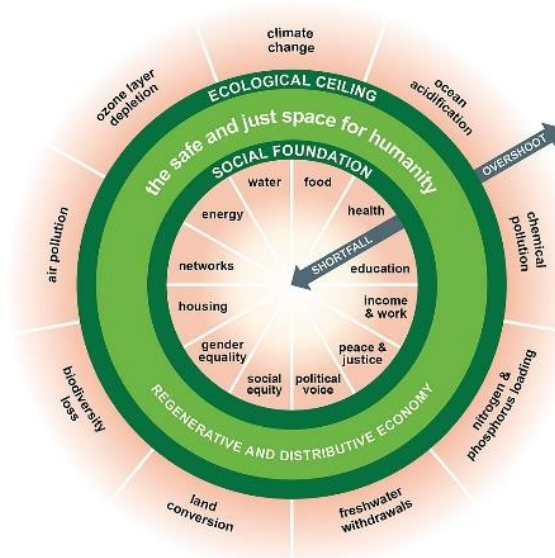 climate
change
ocean
acidification
chemical
pollution
nitrogen &
phosphorus loading
freshwater
withdrawals
land
conversion
biodiversity
loss
air pollution
ozone layer
depletion
ECOLOGICAL CEILING
the safe and just space for humanity
SOCIAL FOUNDATION
OVERSHOOT
SHORTFALL
water
food
health
education
income
& work
peace &
justice
political
voice
social
equity
gender
equality
housing
networks
energy
REGENERATIVE AND DISTRIBUTIVE ECONOMY